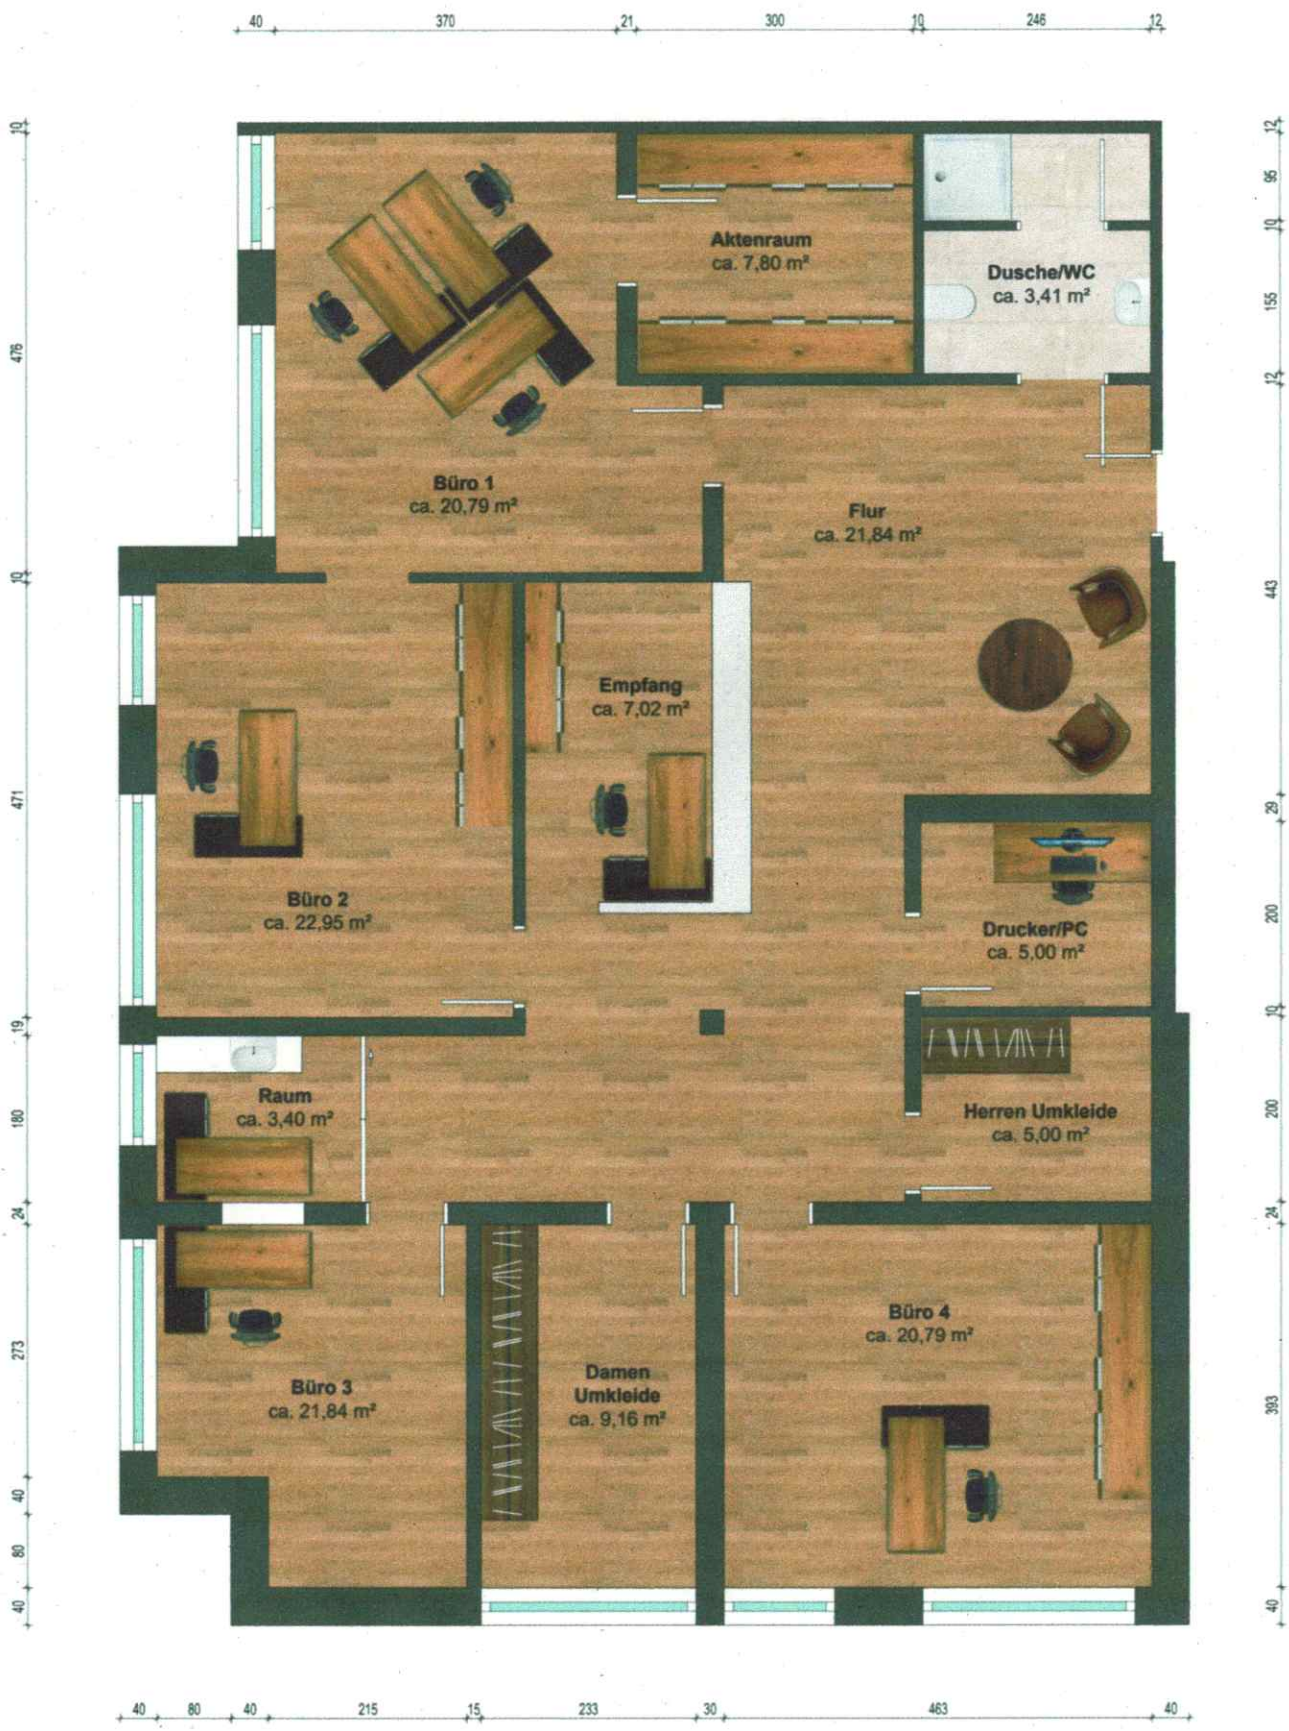 40 370 21 300 10 246 12
10
476
10
471
19
180
24
273
40
80
40
Aktenraum
ca. 7,80 m²
Dusche/WC
ca. 3,41 m²
Büro 1
ca. 20,79 m²
Flur
ca. 21,84 m²
Empfang
ca. 7,02 m²
Büro 2
ca. 22,95 m²
Drucker/PC
ca. 5,00 m²
Raum
ca. 3,40 m²
Herren Umkleide
ca. 5,00 m²
Büro 4
ca. 20,79 m²
Büro 3
ca. 21,84 m²
Damen
Umkleide
ca. 9,16 m²
12
95
10
155
12
443
29
200
10
200
24
393
40
40 80 40 215 15 233 30 463 40